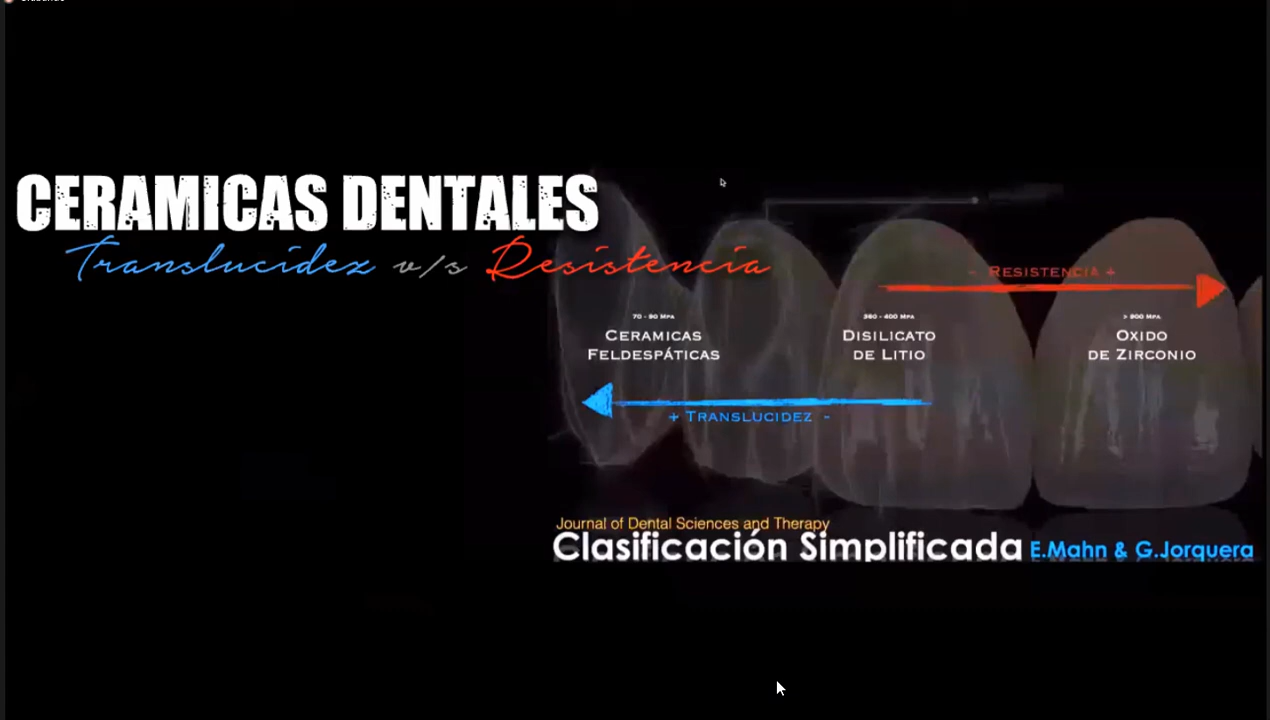 CERAMICAS DENTALES
Translucidez v/s Resistencia
- RESISTENCIA +
70 - 90 MPA
CERAMICAS
FELDESPÁTICAS
360 - 400 MPA
DISILICATO
DE LITIO
> 900 MPA
OXIDO
DE ZIRCONIO
+ TRANSLUCIDEZ -
Journal of Dental Sciences and Therapy
Clasificación Simplificada E.Mahn & G.Jorquera